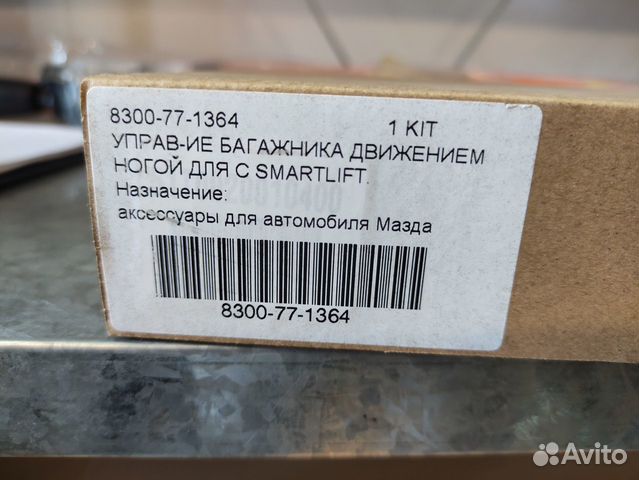 8300-77-1364 1 KIT
УПРАВ-ИЕ БАГАЖНИКА ДВИЖЕНИЕМ
НОГОЙ ДЛЯ С SMARTLIFT.
Назначение:
аксессуары для автомобиля Мазда
8300-77-1364
Avito